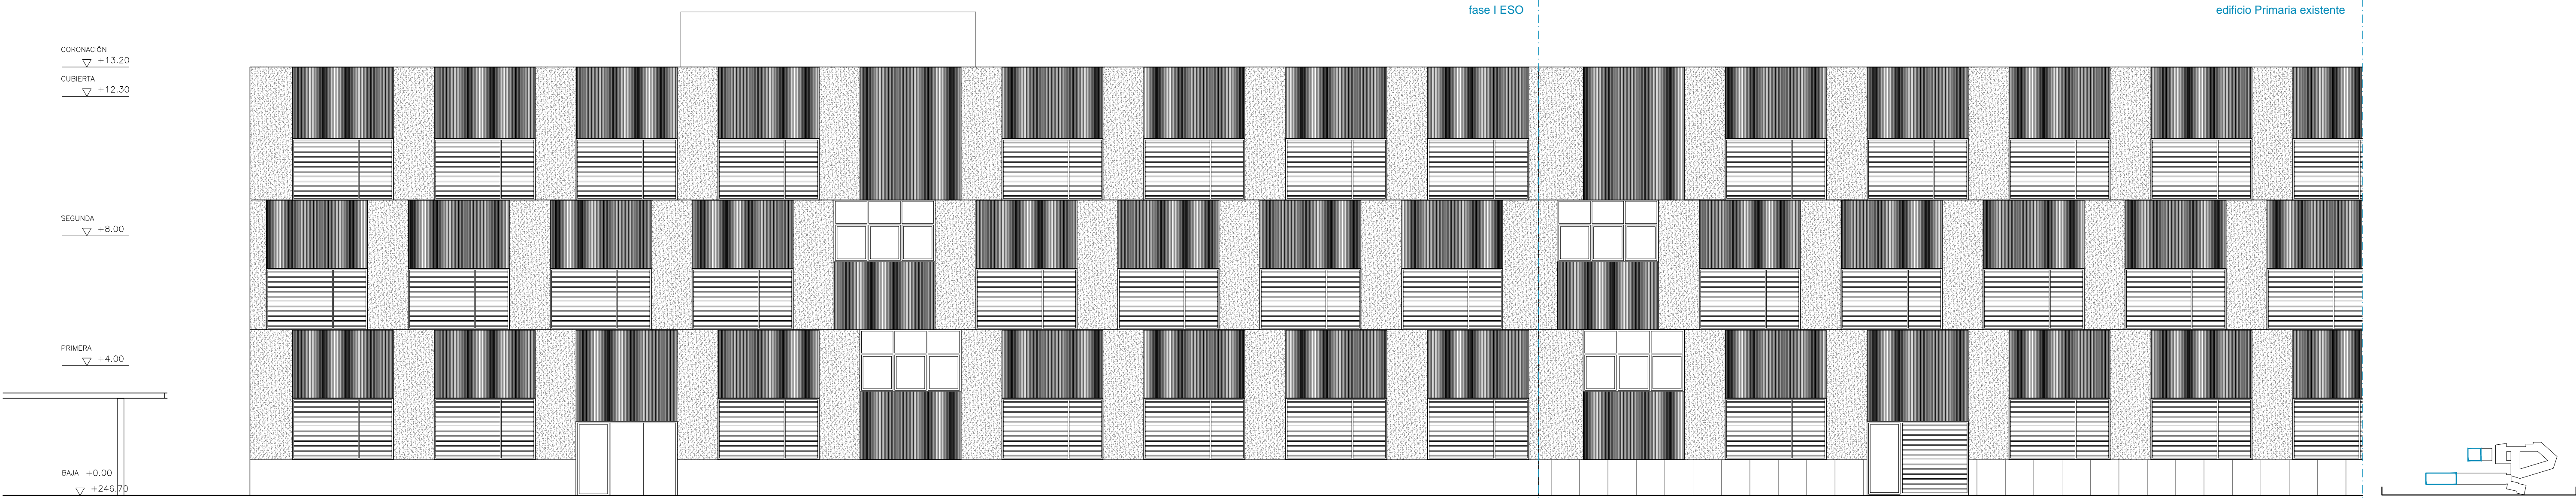 fase I ESO
edificio Primaria existente
CORONACIÓN
+13.20
CUBIERTA
+12.30
SEGUNDA
+8.00
PRIMERA
+4.00
BAJA +0.00
+246.70